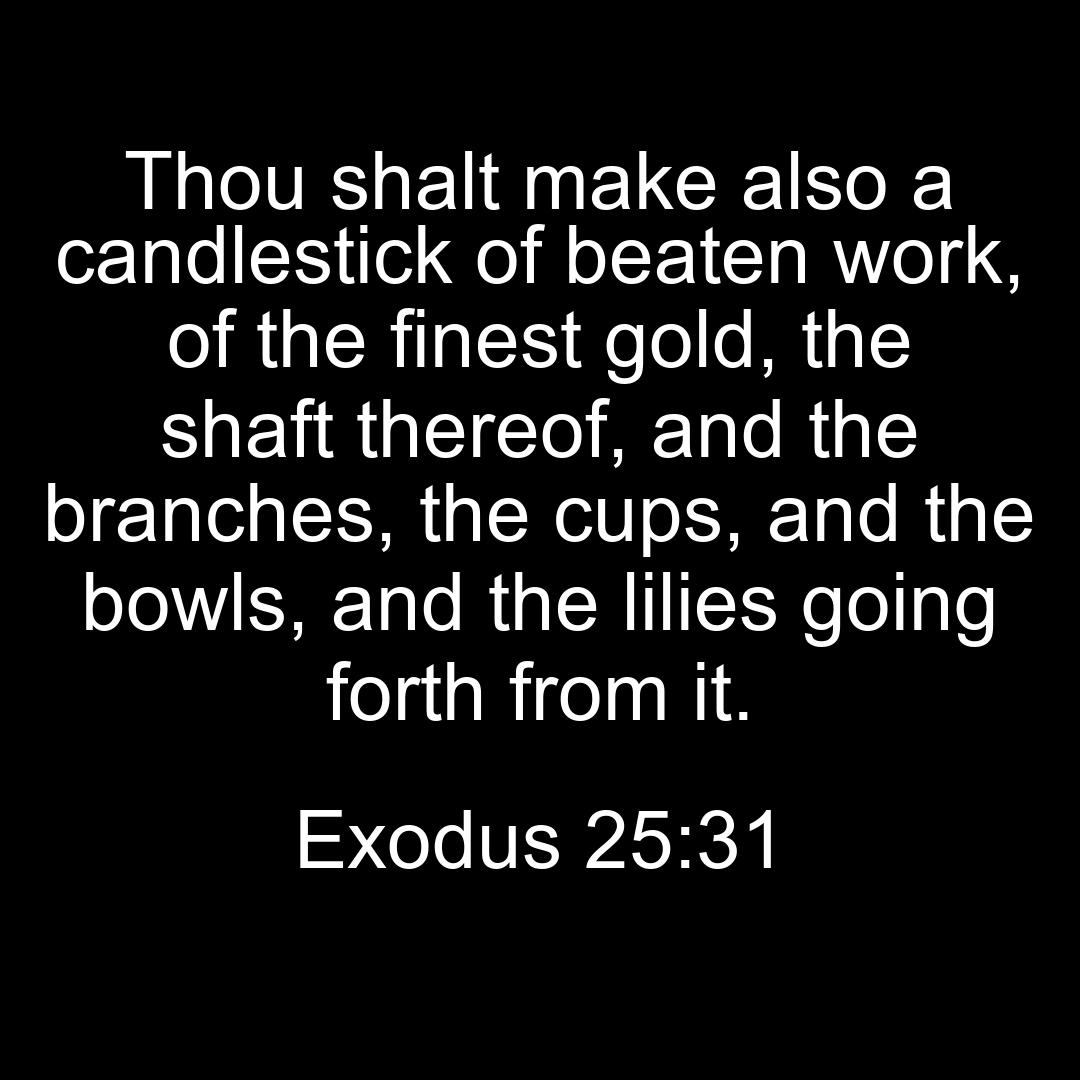 Thou shalt make also a
candlestick of beaten work,
of the finest gold, the
shaft thereof, and the
branches, the cups, and the
bowls, and the lilies going
forth from it.
Exodus 25:31